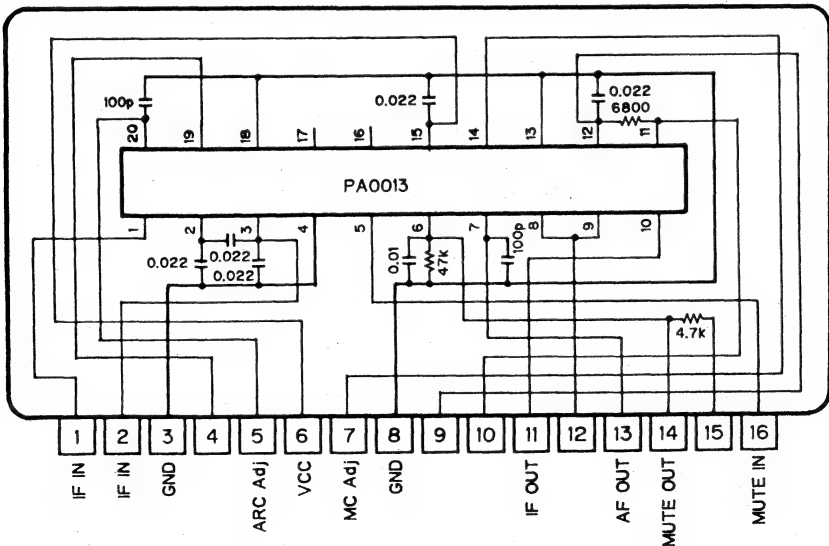 100p
0.022
0.022
6800
20 19 18 17 16 15 14 13 12 11
PA0013
1 2 3 4 5 6 7 8 9 10
0.022
0.022
0.022
0.01
47k
100p
4.7k
1 2 3 4 5 6 7 8 9 10 11 12 13 14 15 16
IF IN
IF IN
GND
ARC Adj
VCC
MC Adj
GND
IF OUT
AF OUT
MUTE OUT
MUTE IN